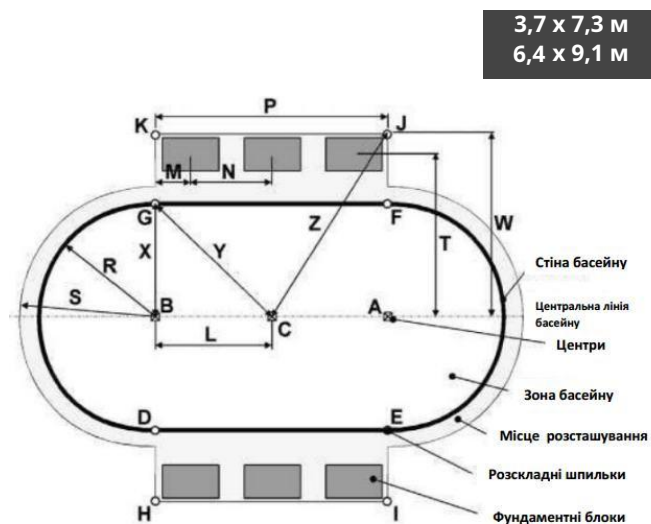 3,7 x 7,3 м
6,4 x 9,1 м
P
K
J
M
N
G
F
Z
W
X
Y
T
R
S
B
C
A
L
Стіна басейну
Центральна лінія
басейну
Центри
Зона басейну
D
E
Місце розсташування
Розскладні шпильки
H
I
Фундаментні блоки